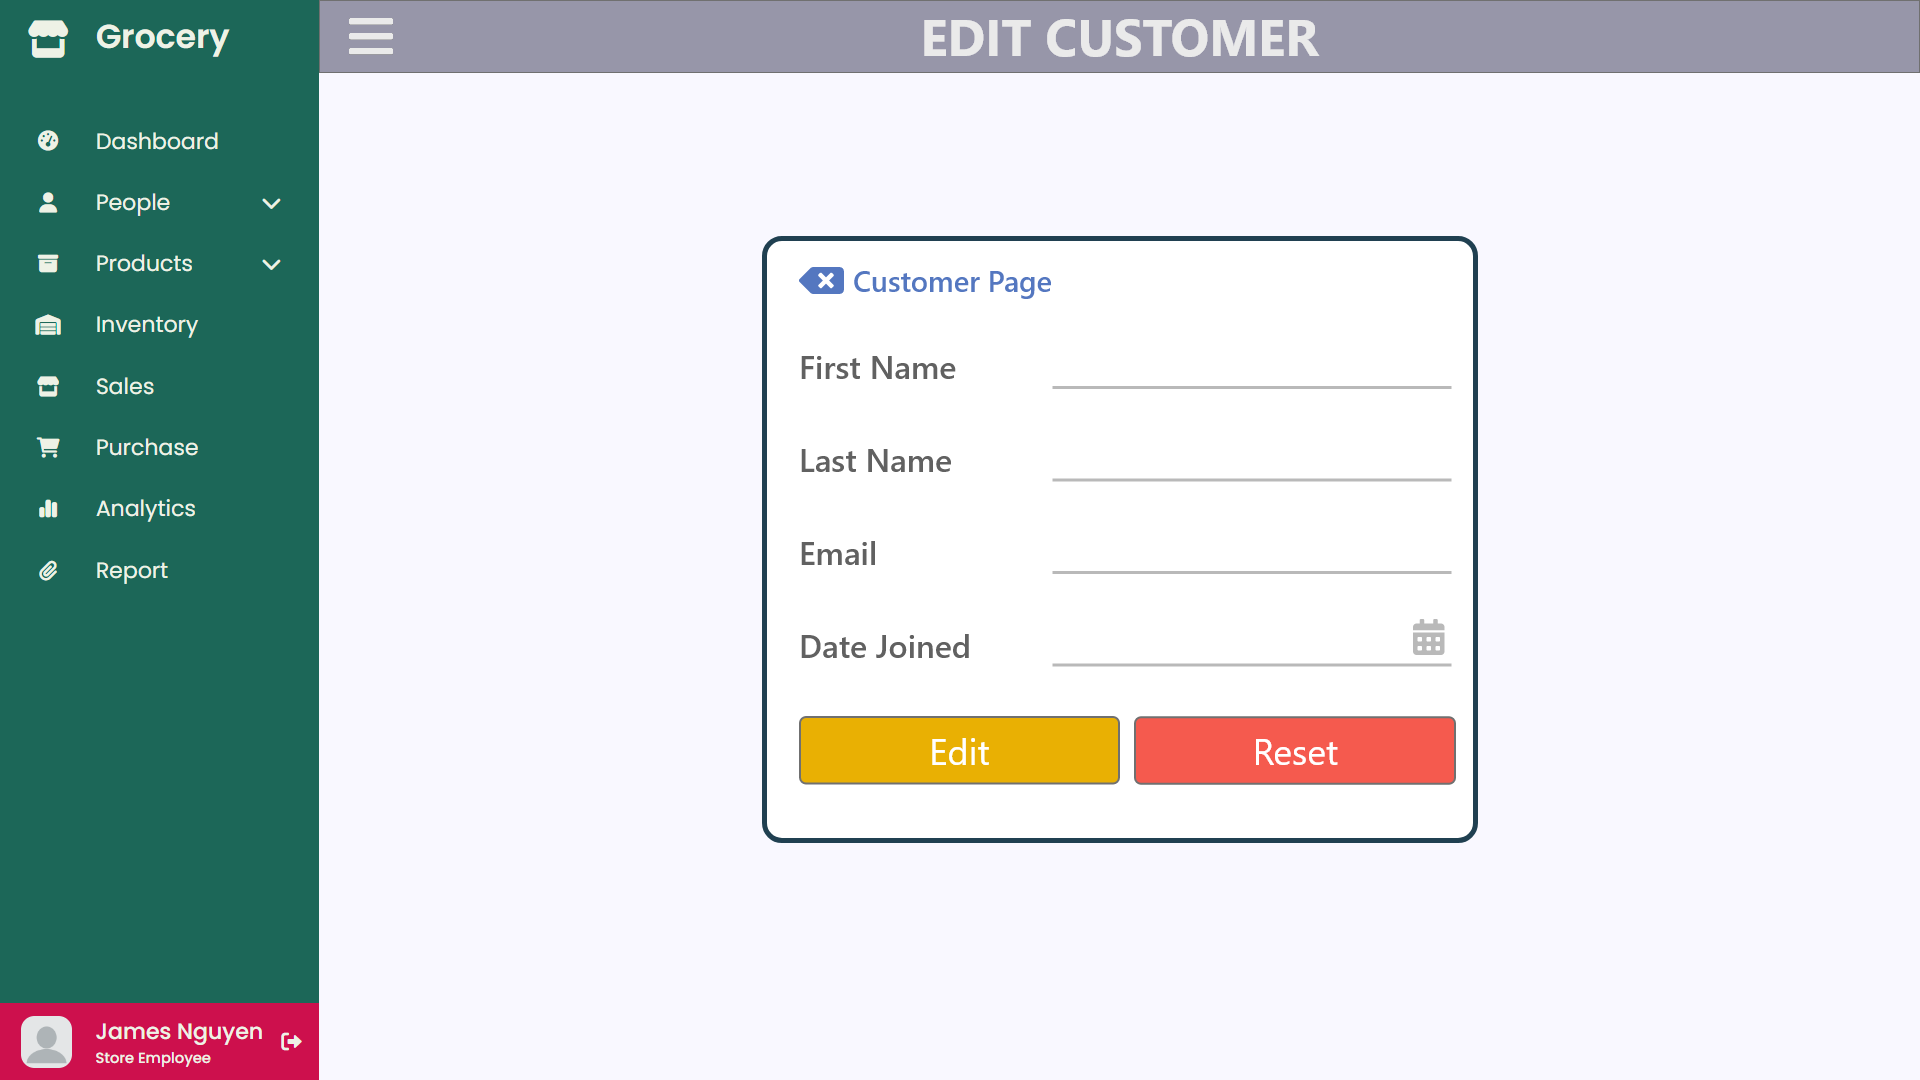 Grocery
EDIT CUSTOMER
Dashboard
People
Products
Inventory
Sales
Purchase
Analytics
Report
Customer Page
First Name
Last Name
Email
Date Joined
Edit
Reset
James Nguyen
Store Employee